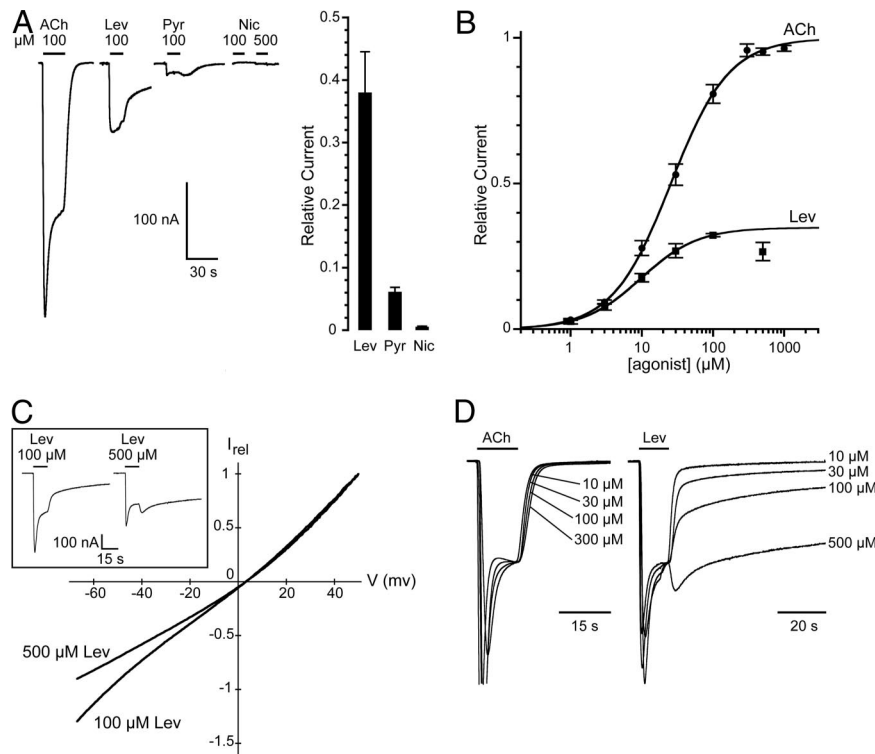 A
ACh Lev Pyr Nic
µM 100 100 100 100 500
100 nA
30 s
Relative Current
0.5
0.4
0.3
0.2
0.1
0
Lev Pyr Nic
B
Relative Current
1
0.5
0
ACh
Lev
1 10 100 1000
[agonist] (µM)
C
Lev Lev
100 µM 500 µM
100 nA
15 s
Irel
1
0.5
0
-0.5
-1
-1.5
-60 -40 -20 20 40
V (mv)
500 µM Lev
100 µM Lev
D
ACh
10 µM
30 µM
100 µM
300 µM
15 s
Lev
10 µM
30 µM
100 µM
500 µM
20 s